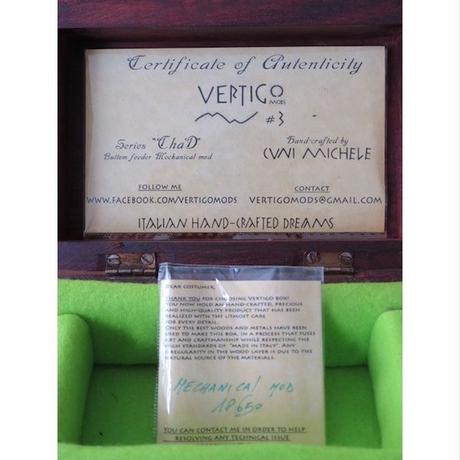 Certificate of Autenticity
VERTIGO
MODS
#3
Series "ThaD"
Hand-crafted by
Buttom feeder Mechanical mod
CUNI MICHELE
FOLLOW ME
CONTACT
WWW.FACEBOOK.COM/VERTIGOMODS
VERTIGOMODS@GMAIL.COM
ITALIAN HAND-CRAFTED DREAMS
DEAR COSTUMER,
THANK YOU FOR CHOOSING VERTIGO BOX!
YOU NOW HOLD AN HAND-CRAFTED, PRECIOUS
AND HIGH-QUALITY PRODUCT THAT HAS BEEN
REALIZED WITH THE UTMOST CARE
FOR EVERY DETAIL.
ONLY THE BEST WOODS AND METALS HAVE BEEN
USED TO MAKE THIS BOX, IN A PROCESS THAT FUSES
ART AND CRAFTSMANSHIP WHILE RESPECTING THE
HIGH STANDARDS OF "MADE IN ITALY". ANY
IRREGULARITY IN THE WOOD LAYER IS DUE TO THE
NATURAL SOURCE OF THE MATERIALS.
MECHANICAL MOD
18650
YOU CAN CONTACT ME IN ORDER TO HELP
RESOLVING ANY TECHNICAL ISSUE